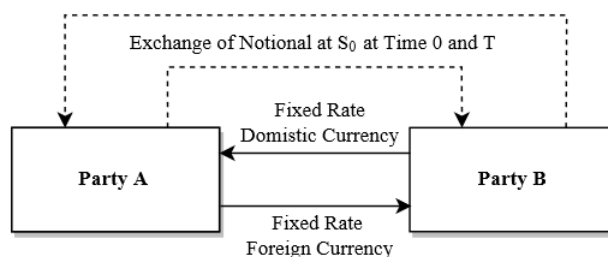 Exchange of Notional at S₀ at Time 0 and T
Fixed Rate
Domistic Currency
Party A
Party B
Fixed Rate
Foreign Currency